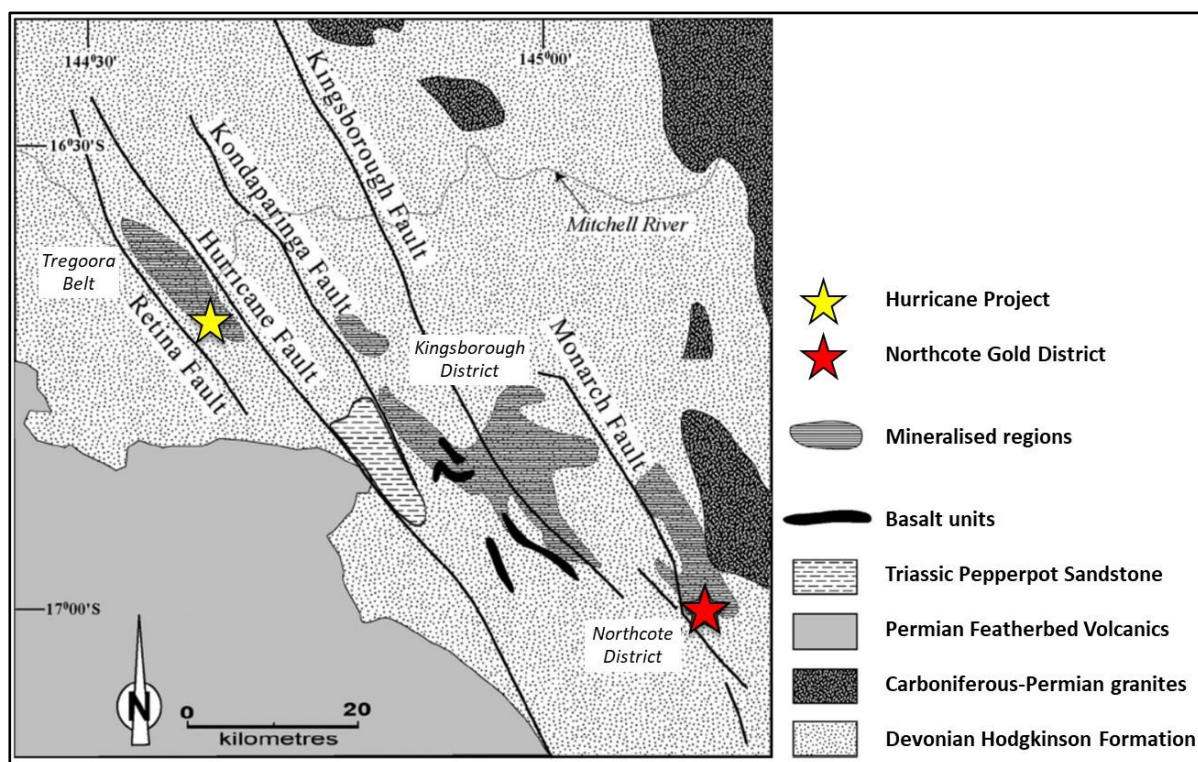 144°30'
145°00'
16°30'S
Kingsborough Fault
Kondaparinga Fault
Mitchell River
Hurricane Fault
Tregoora
Belt
Retina Fault
Kingsborough
District
Monarch Fault
17°00'S
Northcote
District
N
0 20
kilometres
Hurricane Project
Northcote Gold District
Mineralised regions
Basalt units
Triassic Pepperpot Sandstone
Permian Featherbed Volcanics
Carboniferous-Permian granites
Devonian Hodgkinson Formation